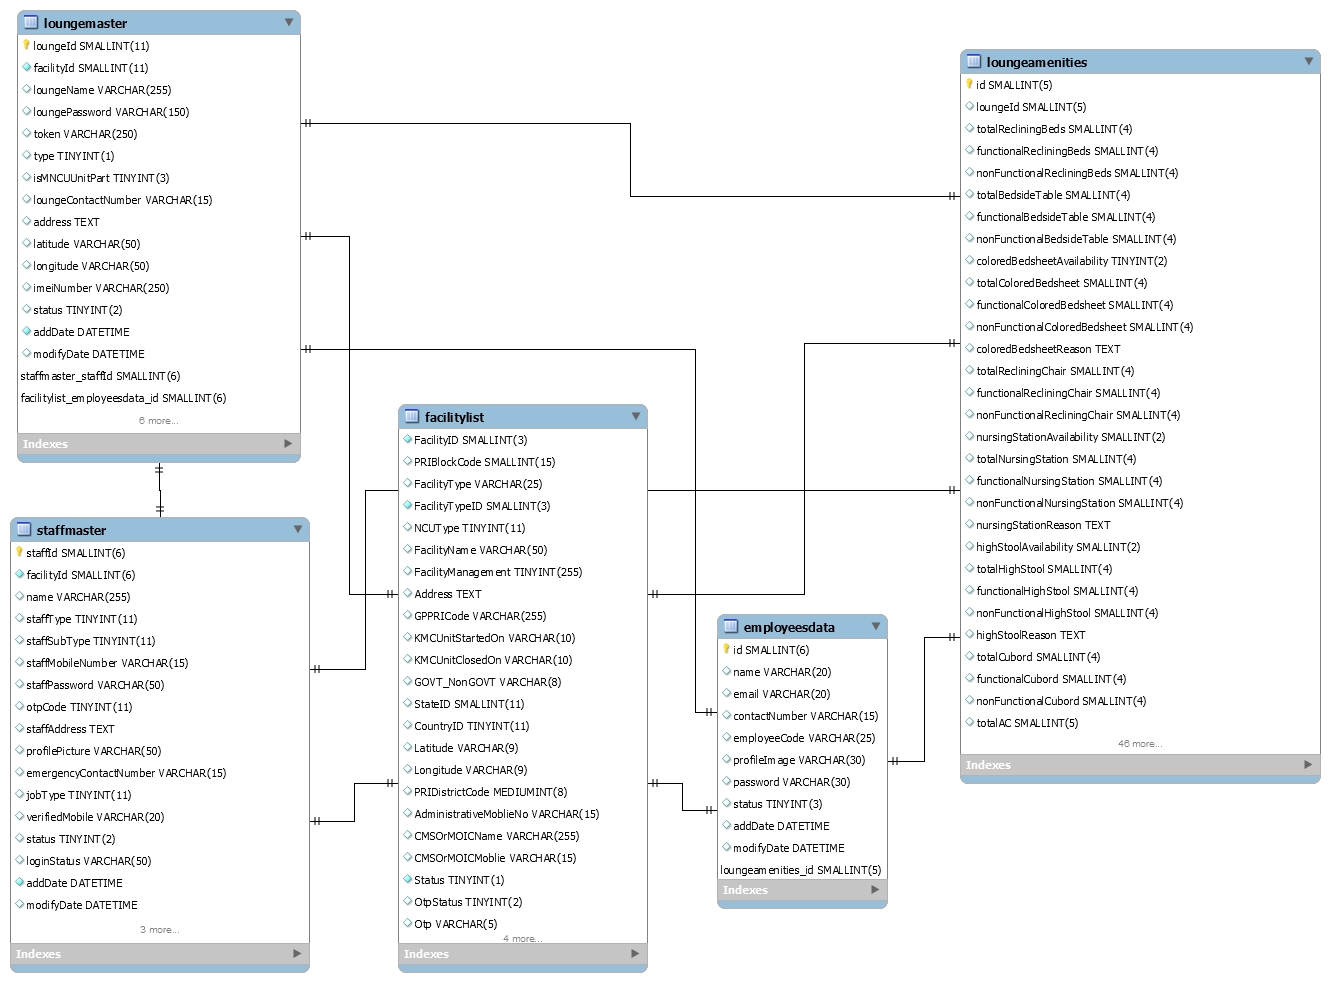 loungemaster
loungeId SMALLINT(11)
facilityId SMALLINT(11)
loungeName VARCHAR(255)
loungePassword VARCHAR(150)
token VARCHAR(250)
type TINYINT(1)
isMNCUUnitPart TINYINT(3)
loungeContactNumber VARCHAR(15)
address TEXT
latitude VARCHAR(50)
longitude VARCHAR(50)
imeiNumber VARCHAR(250)
status TINYINT(2)
addDate DATETIME
modifyDate DATETIME
staffmaster_staffId SMALLINT(6)
facilitylist_employeesdata_id SMALLINT(6)
6 more...
Indexes
staffmaster
staffId SMALLINT(6)
facilityId SMALLINT(6)
name VARCHAR(255)
staffType TINYINT(11)
staffSubType TINYINT(11)
staffMobileNumber VARCHAR(15)
staffPassword VARCHAR(50)
otpCode TINYINT(11)
staffAddress TEXT
profilePicture VARCHAR(50)
emergencyContactNumber VARCHAR(15)
jobType TINYINT(11)
verifiedMobile VARCHAR(20)
status TINYINT(2)
loginStatus VARCHAR(50)
addDate DATETIME
modifyDate DATETIME
3 more...
Indexes
facilitylist
FacilityID SMALLINT(3)
PRIBlockCode SMALLINT(15)
FacilityType VARCHAR(25)
FacilityTypeID SMALLINT(3)
NCUType TINYINT(11)
FacilityName VARCHAR(50)
FacilityManagement TINYINT(255)
Address TEXT
GPPRICode VARCHAR(255)
KMCUnitStartedOn VARCHAR(10)
KMCUnitClosedOn VARCHAR(10)
GOVT_NonGOVT VARCHAR(8)
StateID SMALLINT(11)
CountryID TINYINT(11)
Latitude VARCHAR(9)
Longitude VARCHAR(9)
PRIDistrictCode MEDIUMINT(8)
AdministrativeMoblieNo VARCHAR(15)
CMSOrMOICName VARCHAR(255)
CMSOrMOICMoblie VARCHAR(15)
Status TINYINT(1)
OtpStatus TINYINT(2)
Otp VARCHAR(5)
4 more...
Indexes
employeesdata
id SMALLINT(6)
name VARCHAR(20)
email VARCHAR(20)
contactNumber VARCHAR(15)
employeeCode VARCHAR(25)
profileImage VARCHAR(30)
password VARCHAR(30)
status TINYINT(3)
addDate DATETIME
modifyDate DATETIME
loungeamenities_id SMALLINT(5)
Indexes
loungeamenities
id SMALLINT(5)
loungeId SMALLINT(5)
totalRecliningBeds SMALLINT(4)
functionalRecliningBeds SMALLINT(4)
nonFunctionalRecliningBeds SMALLINT(4)
totalBedsideTable SMALLINT(4)
functionalBedsideTable SMALLINT(4)
nonFunctionalBedsideTable SMALLINT(4)
coloredBedsheetAvailability TINYINT(2)
totalColoredBedsheet SMALLINT(4)
functionalColoredBedsheet SMALLINT(4)
nonFunctionalColoredBedsheet SMALLINT(4)
coloredBedsheetReason TEXT
totalRecliningChair SMALLINT(4)
functionalRecliningChair SMALLINT(4)
nonFunctionalRecliningChair SMALLINT(4)
nursingStationAvailability SMALLINT(2)
totalNursingStation SMALLINT(4)
functionalNursingStation SMALLINT(4)
nonFunctionalNursingStation SMALLINT(4)
nursingStationReason TEXT
highStoolAvailability SMALLINT(2)
totalHighStool SMALLINT(4)
functionalHighStool SMALLINT(4)
nonFunctionalHighStool SMALLINT(4)
highStoolReason TEXT
totalCubord SMALLINT(4)
functionalCubord SMALLINT(4)
nonFunctionalCubord SMALLINT(4)
totalAC SMALLINT(5)
46 more...
Indexes